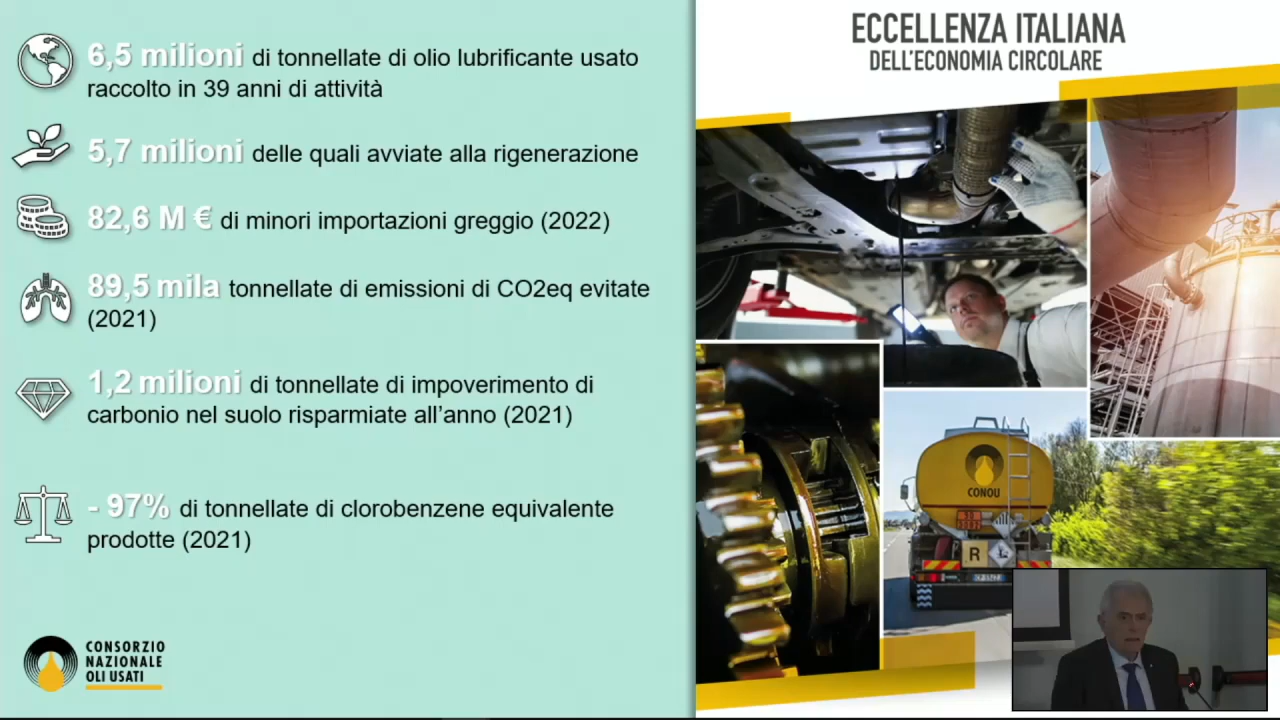 6,5 milioni di tonnellate di olio lubrificante usato
raccolto in 39 anni di attività
5,7 milioni delle quali avviate alla rigenerazione
82,6 M € di minori importazioni greggio (2022)
89,5 mila tonnellate di emissioni di CO2eq evitate
(2021)
1,2 milioni di tonnellate di impoverimento di
carbonio nel suolo risparmiate all'anno (2021)
- 97% di tonnellate di clorobenzene equivalente
prodotte (2021)
CONSORZIO
NAZIONALE
OLI USATI
ECCELLENZA ITALIANA
DELL'ECONOMIA CIRCOLARE
CONOU
R